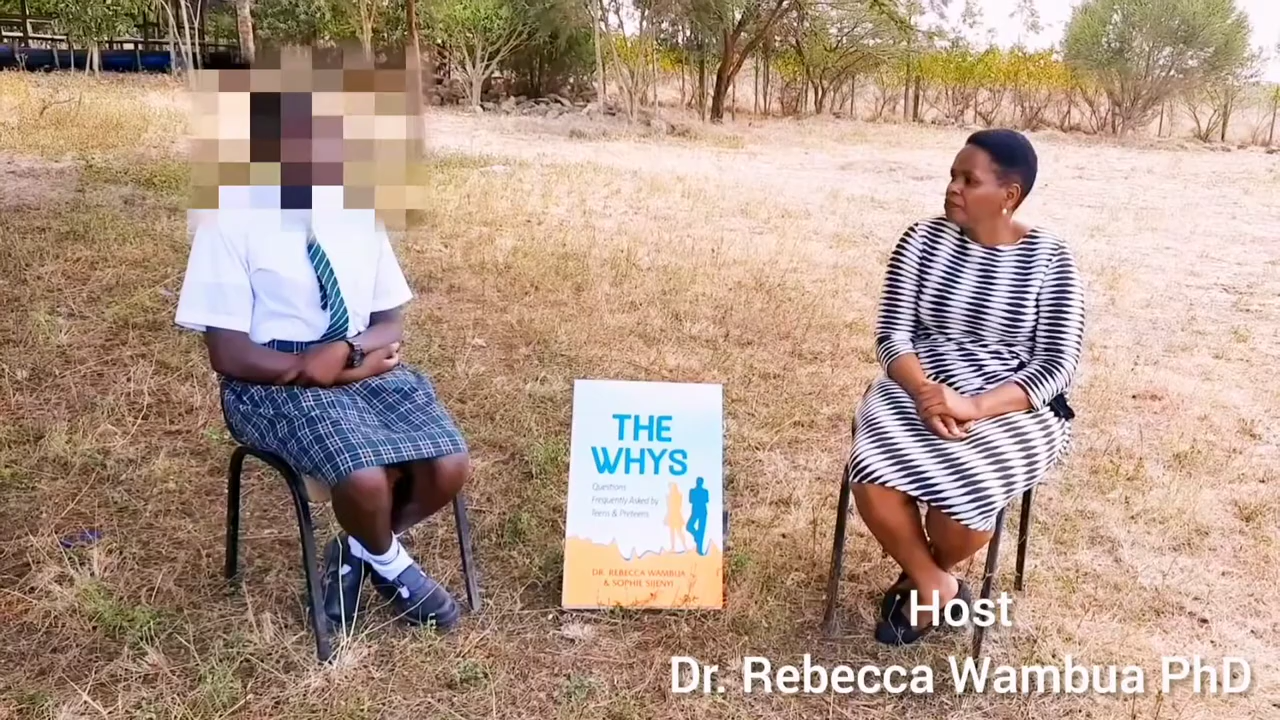 THE
WHYS
Questions
Frequently Asked by
Teens & Preteens
DR. REBECCA WAMBUA
& SOPHIE SIJENYI
Host
Dr. Rebecca Wambua PhD